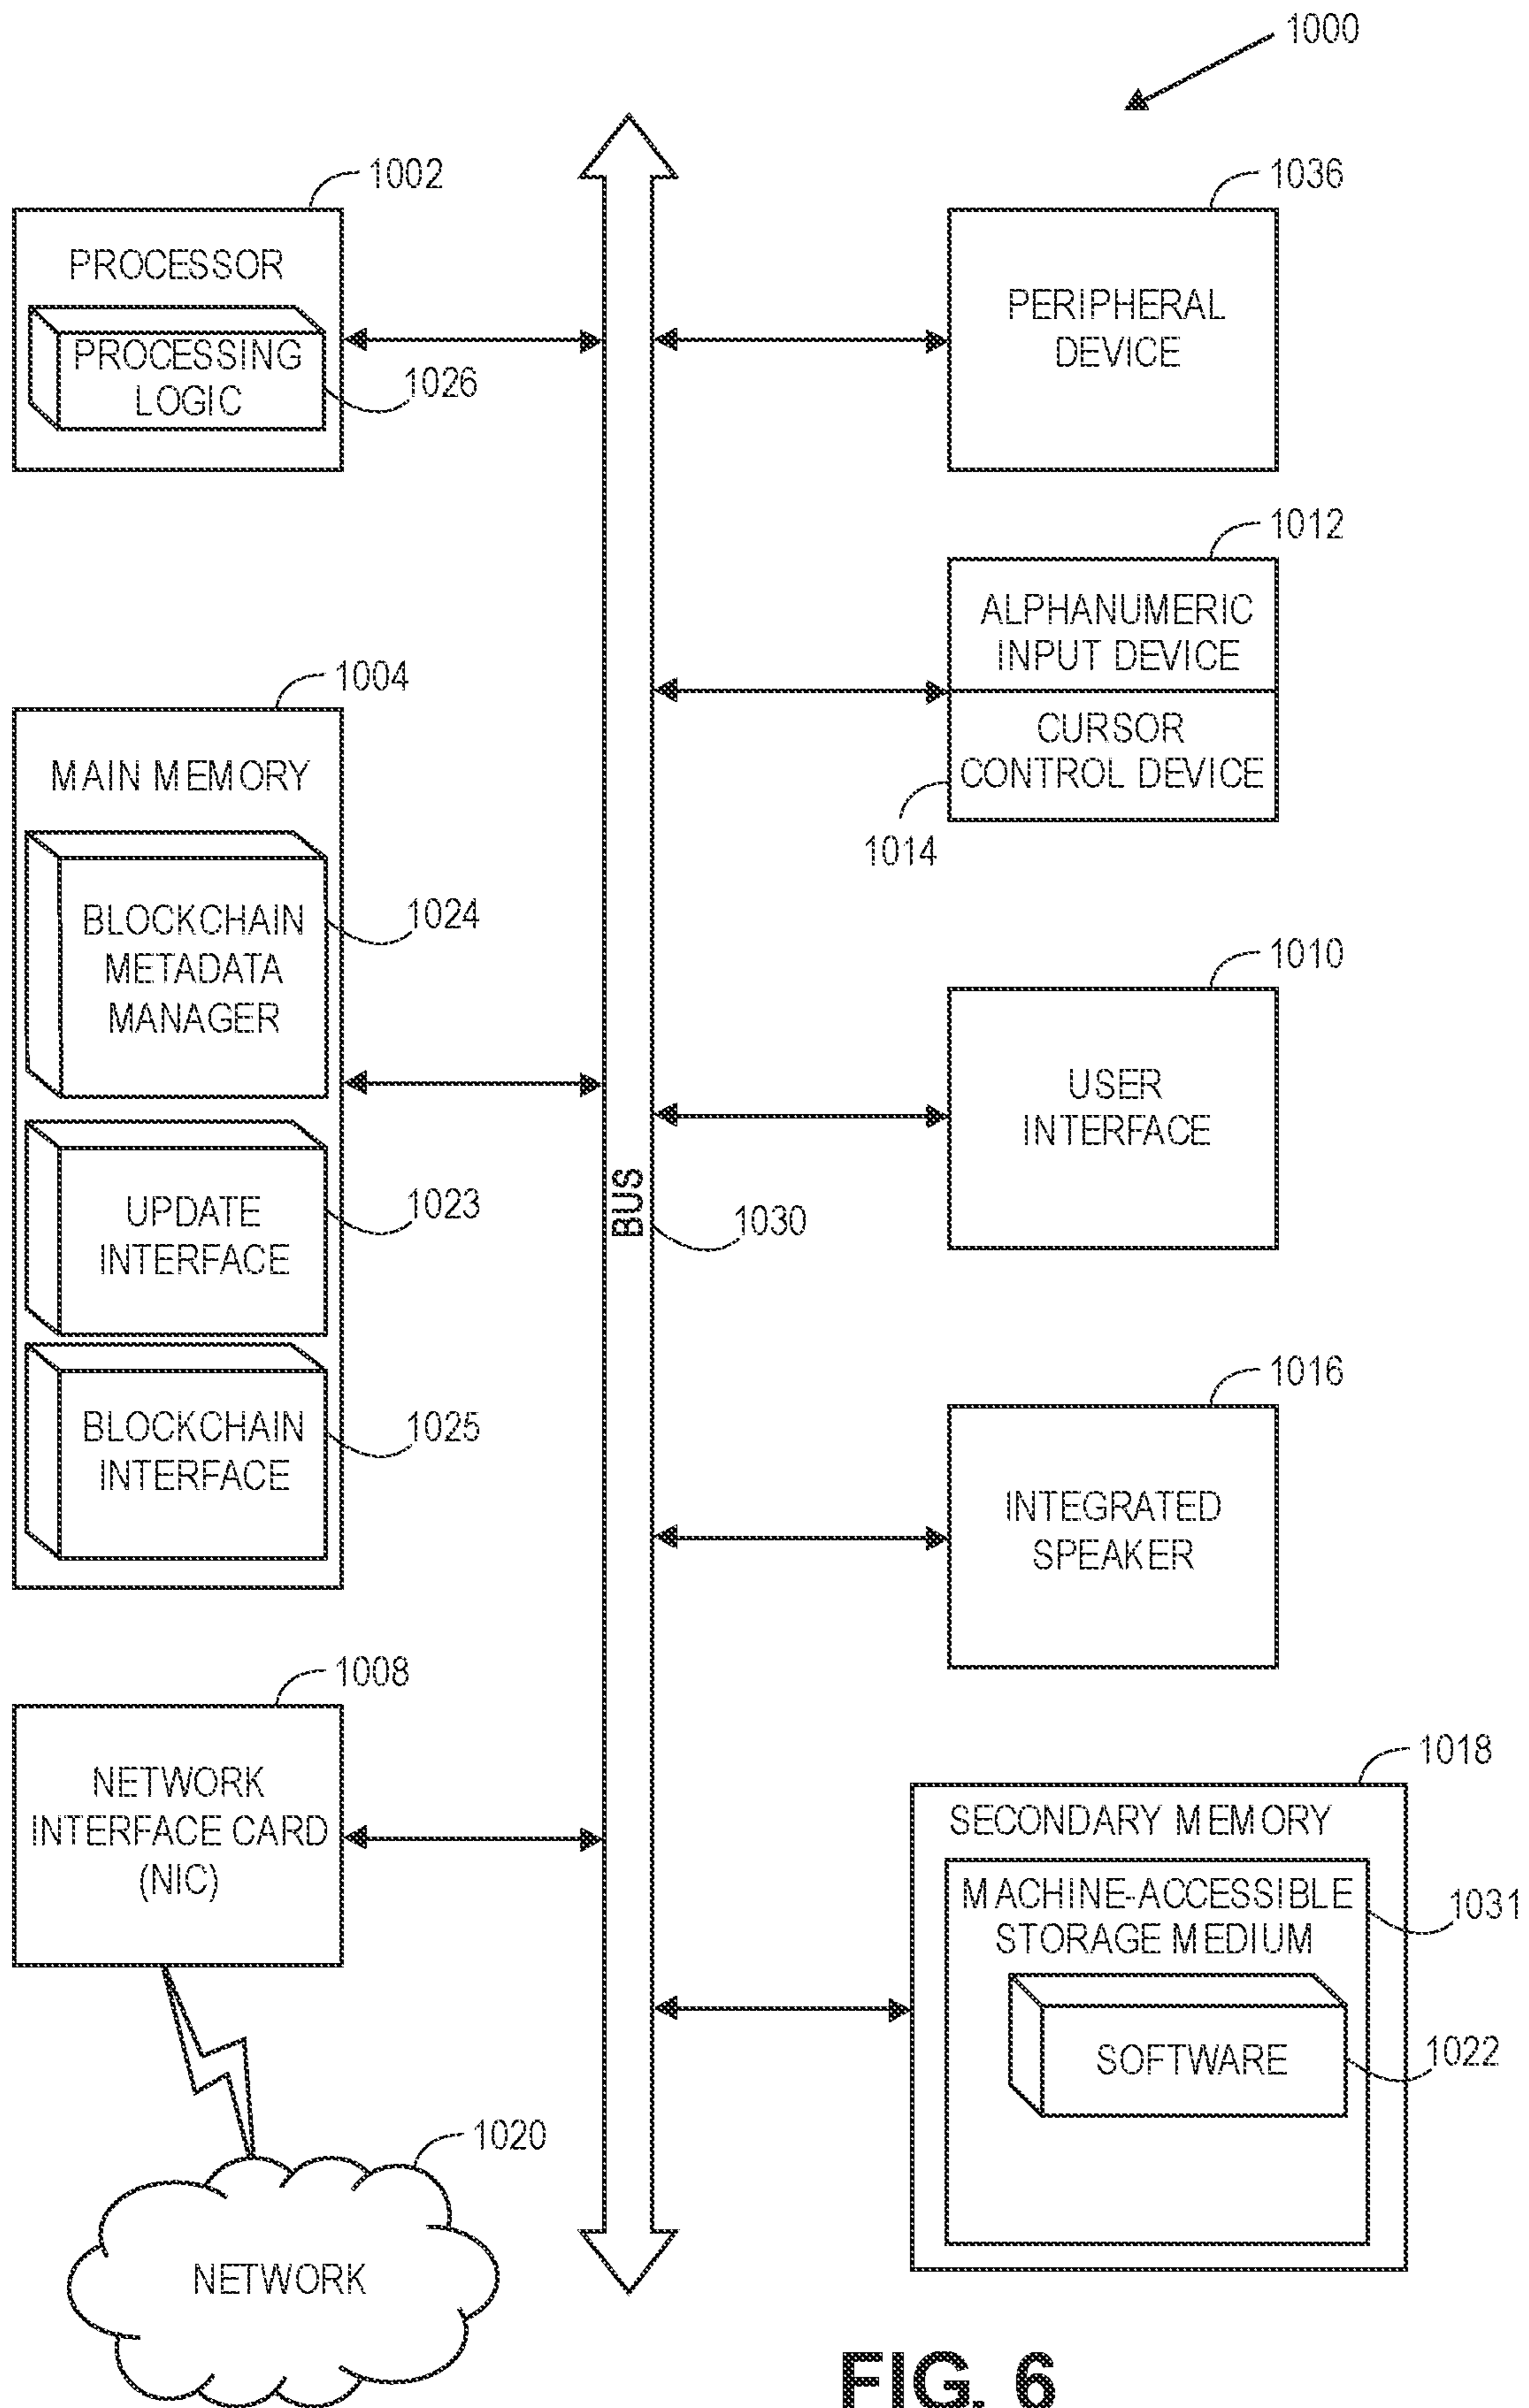 1000
1002
PROCESSOR
PROCESSING
LOGIC
1026
1036
PERIPHERAL
DEVICE
1012
ALPHANUMERIC
INPUT DEVICE
CURSOR
CONTROL DEVICE
1014
1004
MAIN MEMORY
BLOCKCHAIN
METADATA
MANAGER
1024
UPDATE
INTERFACE
1023
BLOCKCHAIN
INTERFACE
1025
BUS
1030
1010
USER
INTERFACE
1016
INTEGRATED
SPEAKER
1008
NETWORK
INTERFACE CARD
(NIC)
1018
SECONDARY MEMORY
MACHINE-ACCESSIBLE
STORAGE MEDIUM
1031
SOFTWARE
1022
1020
NETWORK
FIG. 6